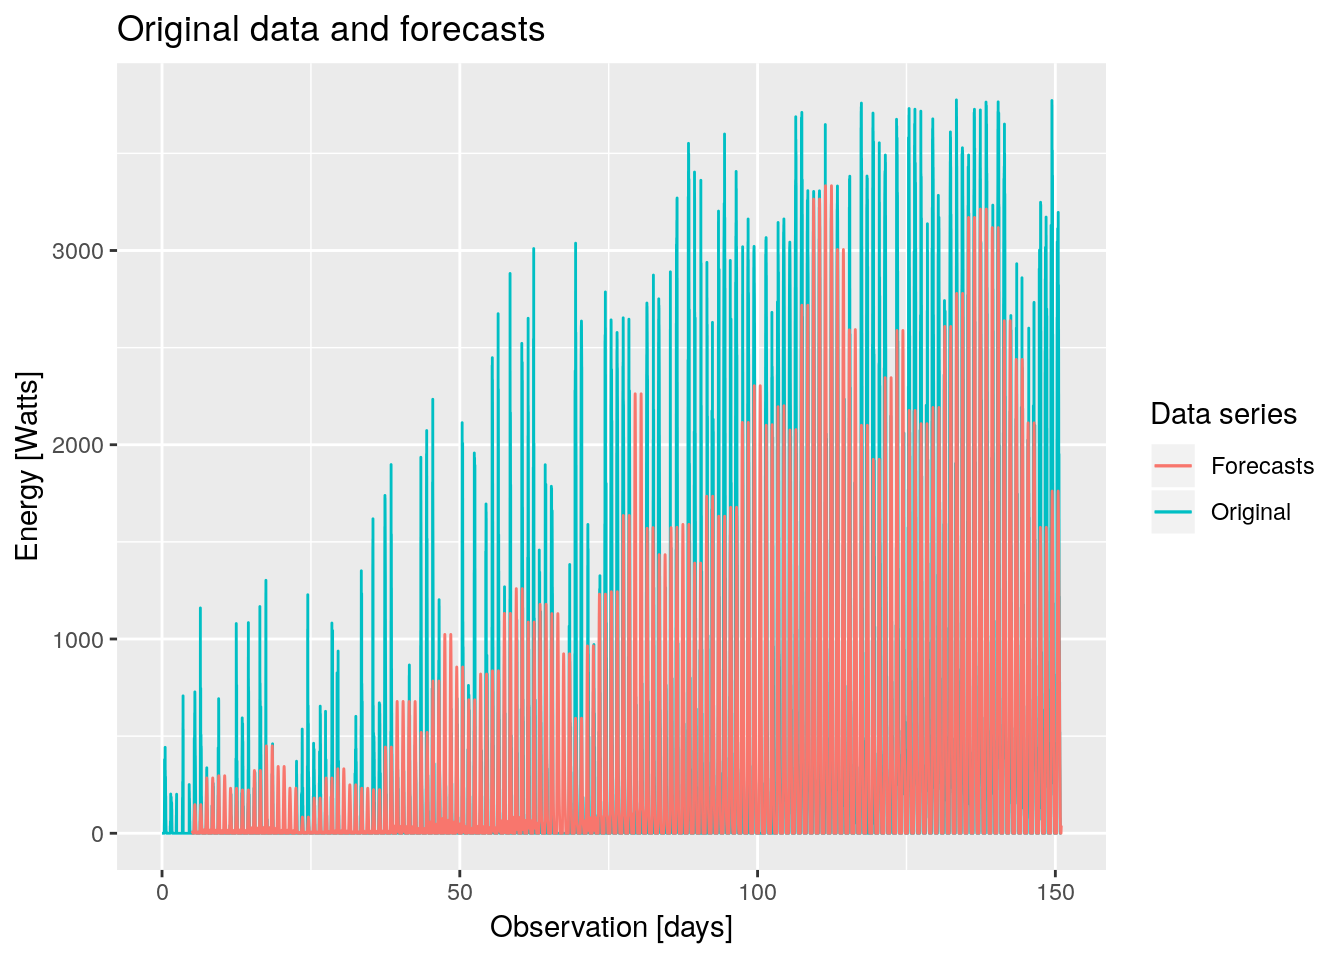 Original data and forecasts
Energy [Watts]
3000
2000
1000
0
0 50 100 150
Observation [days]
Data series
Forecasts
Original